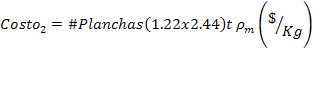 Costo₂ = #Planchas(1.22x2.44)t ρₘ($/Kg)